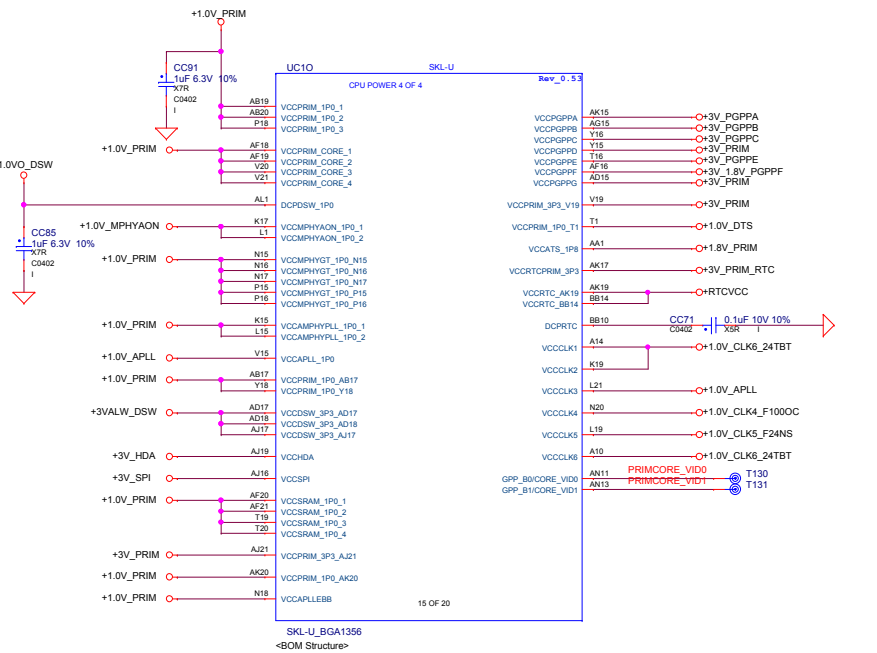 +1.0V_PRIM
UC1O
SKL-U
CC91
1uF 6.3V 10%
X7R
C0402
I
CPU POWER 4 OF 4
Rev_0.53
AB19 VCCPRIM_1P0_1
AB20 VCCPRIM_1P0_2
P18 VCCPRIM_1P0_3
VCCPGPPA AK15 +3V_PGPPA
VCCPGPPB AG15 +3V_PGPPB
VCCPGPPC Y16 +3V_PGPPC
VCCPGPPD Y15 +3V_PRIM
VCCPGPPE T16 +3V_PGPPE
VCCPGPPF AF16 +3V_1.8V_PGPPF
VCCPGPPG AD15 +3V_PRIM
+1.0V_PRIM AF18 VCCPRIM_CORE_1
AF19 VCCPRIM_CORE_2
V20 VCCPRIM_CORE_3
V21 VCCPRIM_CORE_4
1.0VO_DSW
AL1 DCPDSW_1P0
VCCPRIM_3P3_V19 V19 +3V_PRIM
CC85
1uF 6.3V 10%
X7R
C0402
I
+1.0V_MPHYAON K17 VCCMPHYAON_1P0_1
L1 VCCMPHYAON_1P0_2
VCCPRIM_1P0_T1 T1 +1.0V_DTS
VCCATS_1P8 AA1 +1.8V_PRIM
+1.0V_PRIM N15 VCCMPHYGT_1P0_N15
N16 VCCMPHYGT_1P0_N16
N17 VCCMPHYGT_1P0_N17
P15 VCCMPHYGT_1P0_P15
P16 VCCMPHYGT_1P0_P16
VCCRTCPRIM_3P3 AK17 +3V_PRIM_RTC
VCCRTC_AK19 AK19 +RTCVCC
VCCRTC_BB14 BB14
+1.0V_PRIM K15 VCCAMPHYPLL_1P0_1
L15 VCCAMPHYPLL_1P0_2
DCPRTC BB10 CC71 0.1uF 10V 10%
C0402 X5R I
+1.0V_APLL V15 VCCAPLL_1P0
VCCCLK1 A14 +1.0V_CLK6_24TBT
VCCCLK2 K19
+1.0V_PRIM AB17 VCCPRIM_1P0_AB17
Y18 VCCPRIM_1P0_Y18
VCCCLK3 L21 +1.0V_APLL
+3VALW_DSW AD17 VCCDSW_3P3_AD17
AD18 VCCDSW_3P3_AD18
AJ17 VCCDSW_3P3_AJ17
VCCCLK4 N20 +1.0V_CLK4_F100OC
VCCCLK5 L19 +1.0V_CLK5_F24NS
+3V_HDA AJ19 VCCHDA
VCCCLK6 A10 +1.0V_CLK6_24TBT
+3V_SPI AJ16 VCCSPI
GPP_B0/CORE_VID0 AN11 PRIMCORE_VID0 T130
GPP_B1/CORE_VID1 AN13 PRIMCORE_VID1 T131
+1.0V_PRIM AF20 VCCSRAM_1P0_1
AF21 VCCSRAM_1P0_2
T19 VCCSRAM_1P0_3
T20 VCCSRAM_1P0_4
+3V_PRIM AJ21 VCCPRIM_3P3_AJ21
+1.0V_PRIM AK20 VCCPRIM_1P0_AK20
+1.0V_PRIM N18 VCCAPLLEBB
15 OF 20
SKL-U_BGA1356
<BOM Structure>